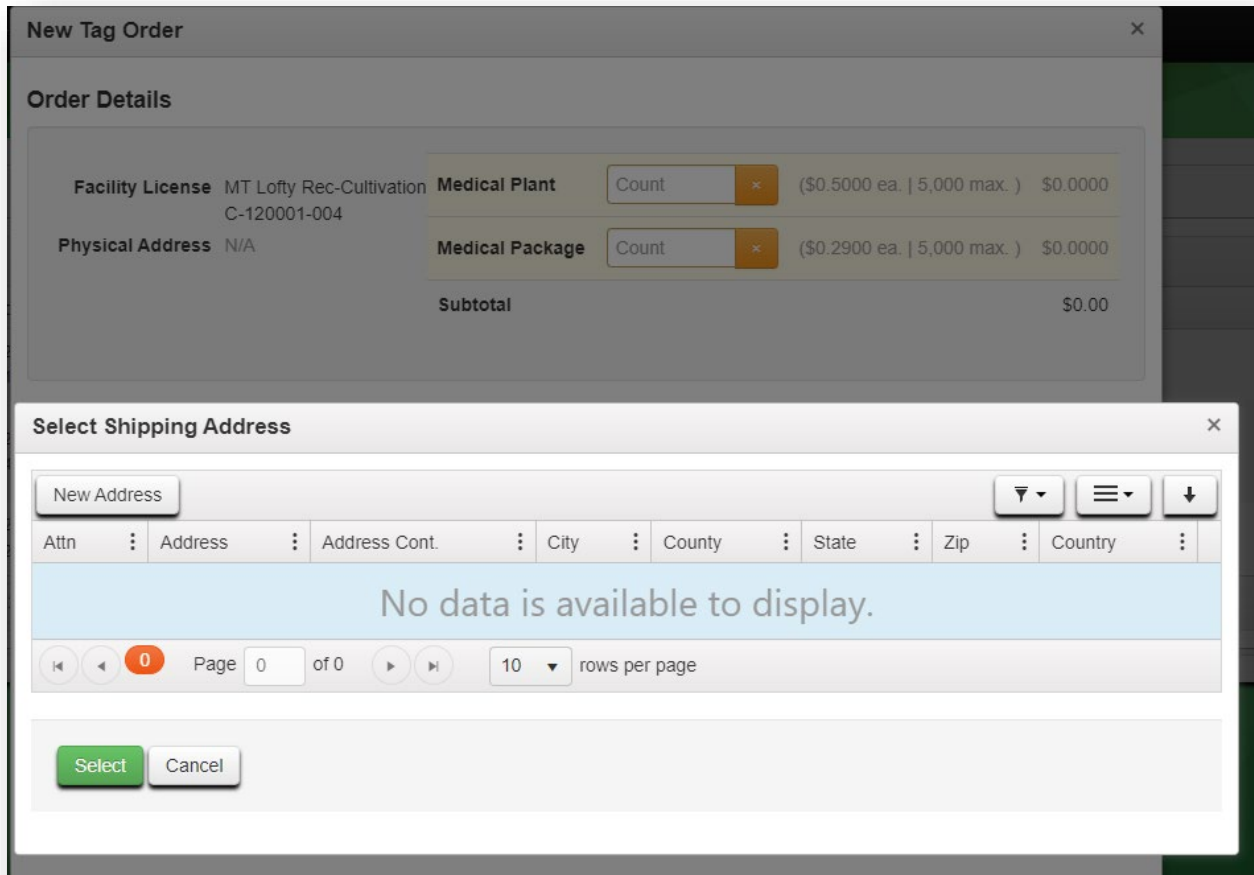 New Tag Order ×
Order Details
Facility License MT Lofty Rec-Cultivation
C-120001-004
Physical Address N/A
Medical Plant Count × ($0.5000 ea. | 5,000 max. ) $0.0000
Medical Package Count × ($0.2900 ea. | 5,000 max. ) $0.0000
Subtotal $0.00
Select Shipping Address ×
New Address
Attn Address Address Cont. City County State Zip Country
No data is available to display.
0 Page 0 of 0 10 rows per page
Select Cancel